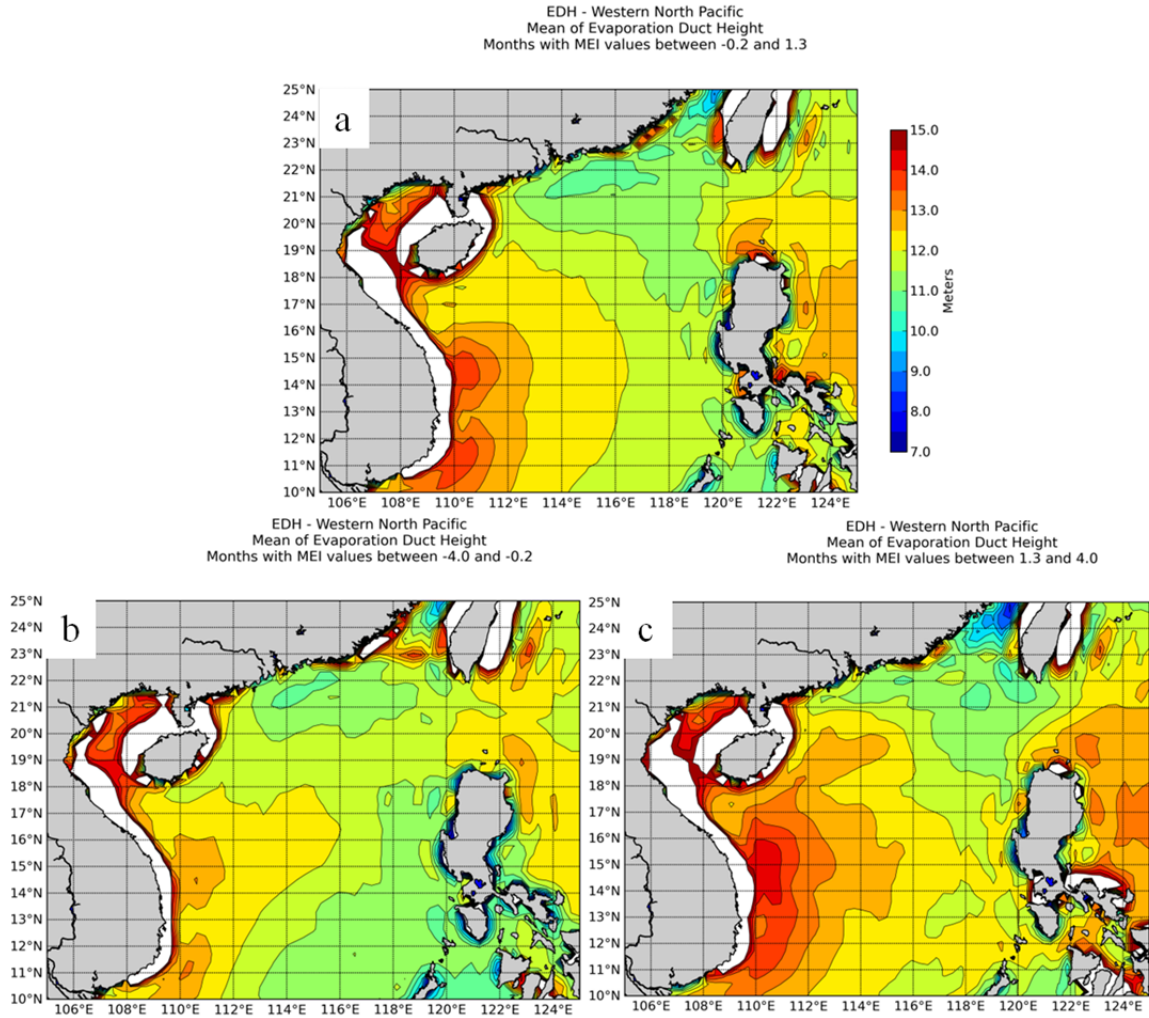 EDH - Western North Pacific
Mean of Evaporation Duct Height
Months with MEI values between -0.2 and 1.3
a
25°N
24°N
23°N
22°N
21°N
20°N
19°N
18°N
17°N
16°N
15°N
14°N
13°N
12°N
11°N
10°N
106°E 108°E 110°E 112°E 114°E 116°E 118°E 120°E 122°E 124°E
15.0
14.0
13.0
12.0
11.0
10.0
9.0
8.0
7.0
Meters
EDH - Western North Pacific
Mean of Evaporation Duct Height
Months with MEI values between -4.0 and -0.2
b
25°N
24°N
23°N
22°N
21°N
20°N
19°N
18°N
17°N
16°N
15°N
14°N
13°N
12°N
11°N
10°N
106°E 108°E 110°E 112°E 114°E 116°E 118°E 120°E 122°E 124°E
EDH - Western North Pacific
Mean of Evaporation Duct Height
Months with MEI values between 1.3 and 4.0
c
25°N
24°N
23°N
22°N
21°N
20°N
19°N
18°N
17°N
16°N
15°N
14°N
13°N
12°N
11°N
10°N
106°E 108°E 110°E 112°E 114°E 116°E 118°E 120°E 122°E 124°E